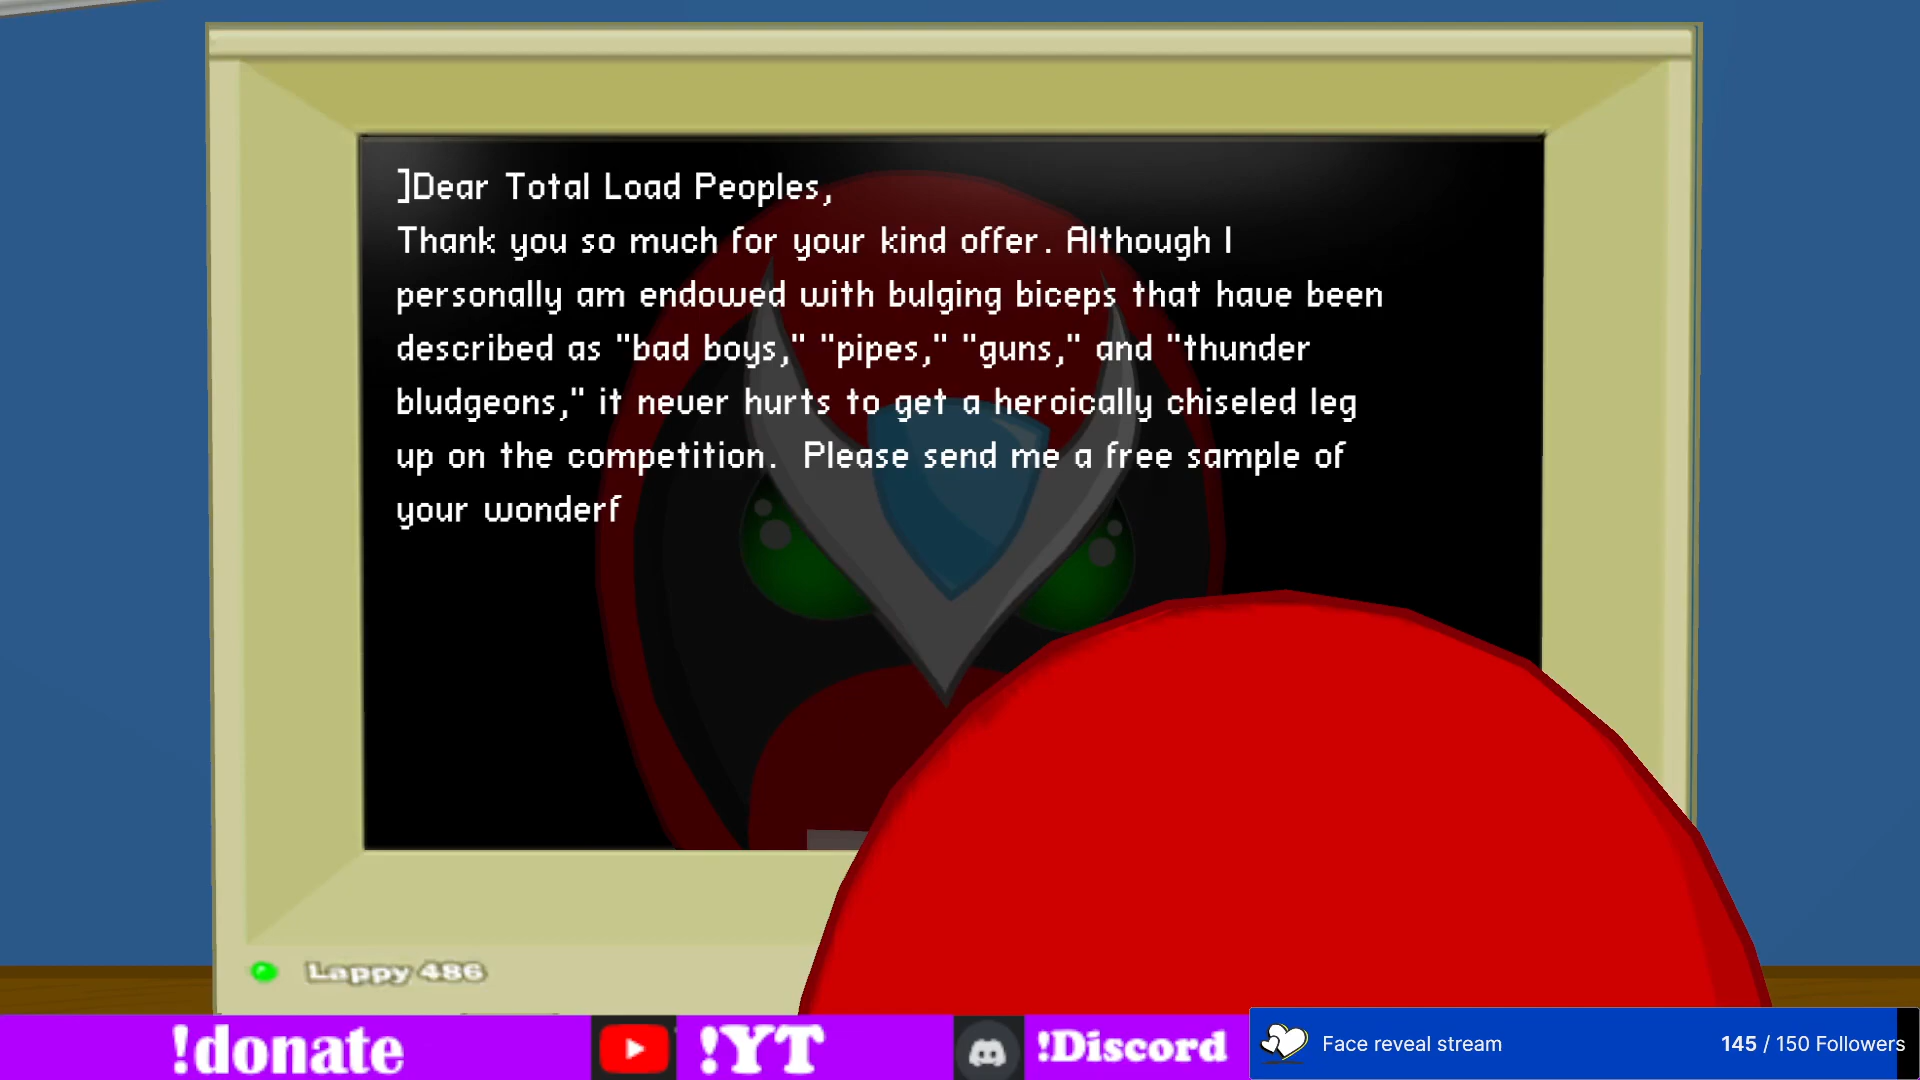 ]Dear Total Load Peoples,
Thank you so much for your kind offer. Although I
personally am endowed with bulging biceps that have been
described as "bad boys," "pipes," "guns," and "thunder
bludgeons," it never hurts to get a heroically chiseled leg
up on the competition.  Please send me a free sample of
your wonderf
Lappy 486
!donate
!YT
!Discord
Face reveal stream
145 / 150 Followers